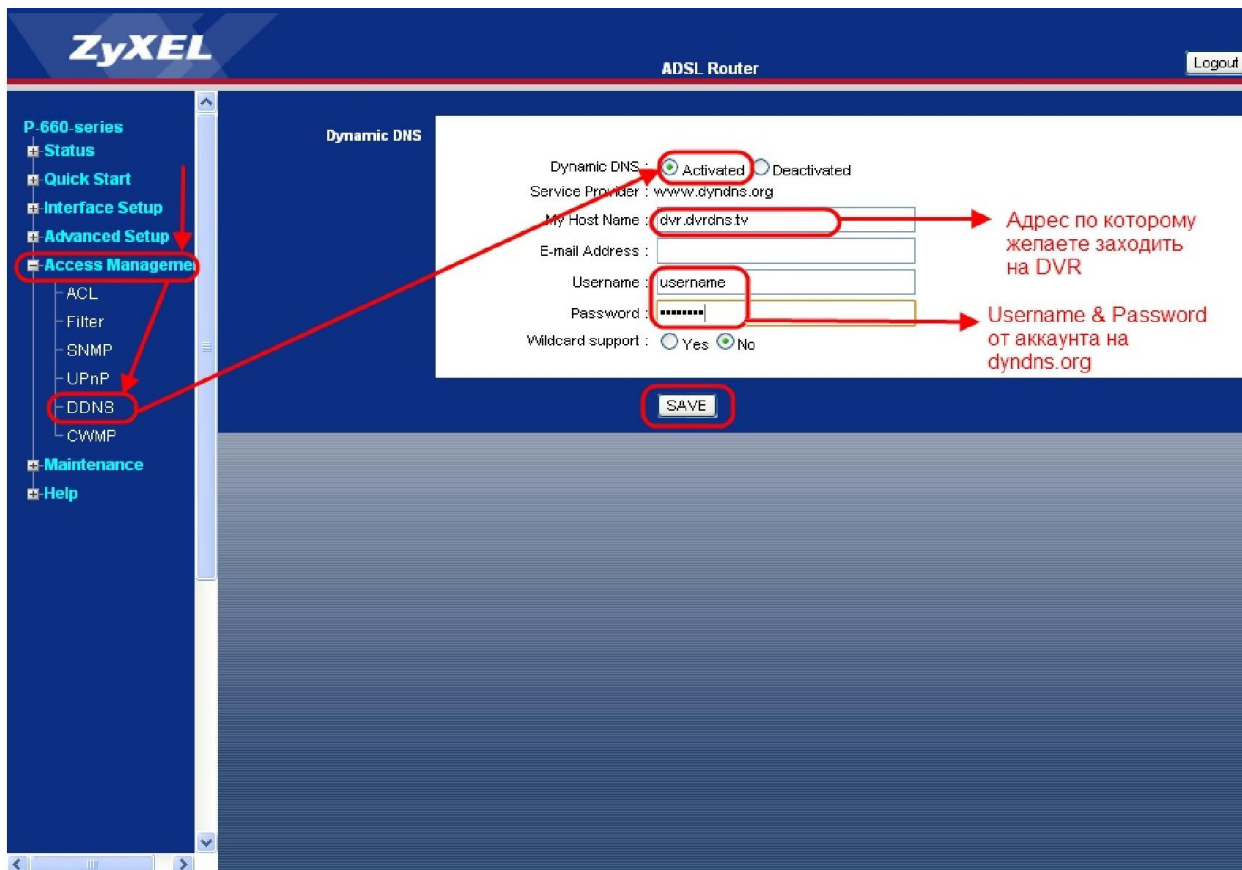 ZyXEL
ADSL Router
Logout
P-660-series
Status
Quick Start
Interface Setup
Advanced Setup
Access Managemen
ACL
Filter
SNMP
UPnP
DDNS
CWMP
Maintenance
Help
Dynamic DNS
Dynamic DNS : Activated Deactivated
Service Provider : www.dyndns.org
My Host Name : dvr.dvrdns.tv
E-mail Address :
Username : username
Password : ••••••••
Wildcard support : Yes No
SAVE
Адрес по которому
желаете заходить
на DVR
Username & Password
от аккаунта на
dyndns.org